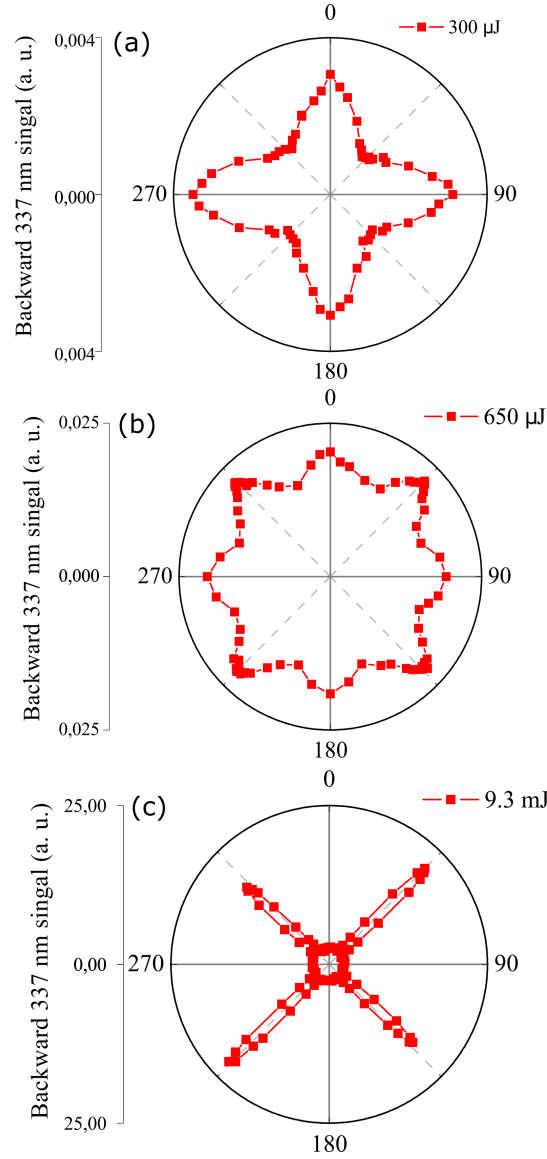 0
0,004
(a)
300 µJ
Backward 337 nm singal (a. u.)
0,000
270
90
0,004
180
0
0,025
(b)
650 µJ
Backward 337 nm singal (a. u.)
0,000
270
90
0,025
180
0
25,00
(c)
9.3 mJ
Backward 337 nm singal (a. u.)
0,00
270
90
25,00
180